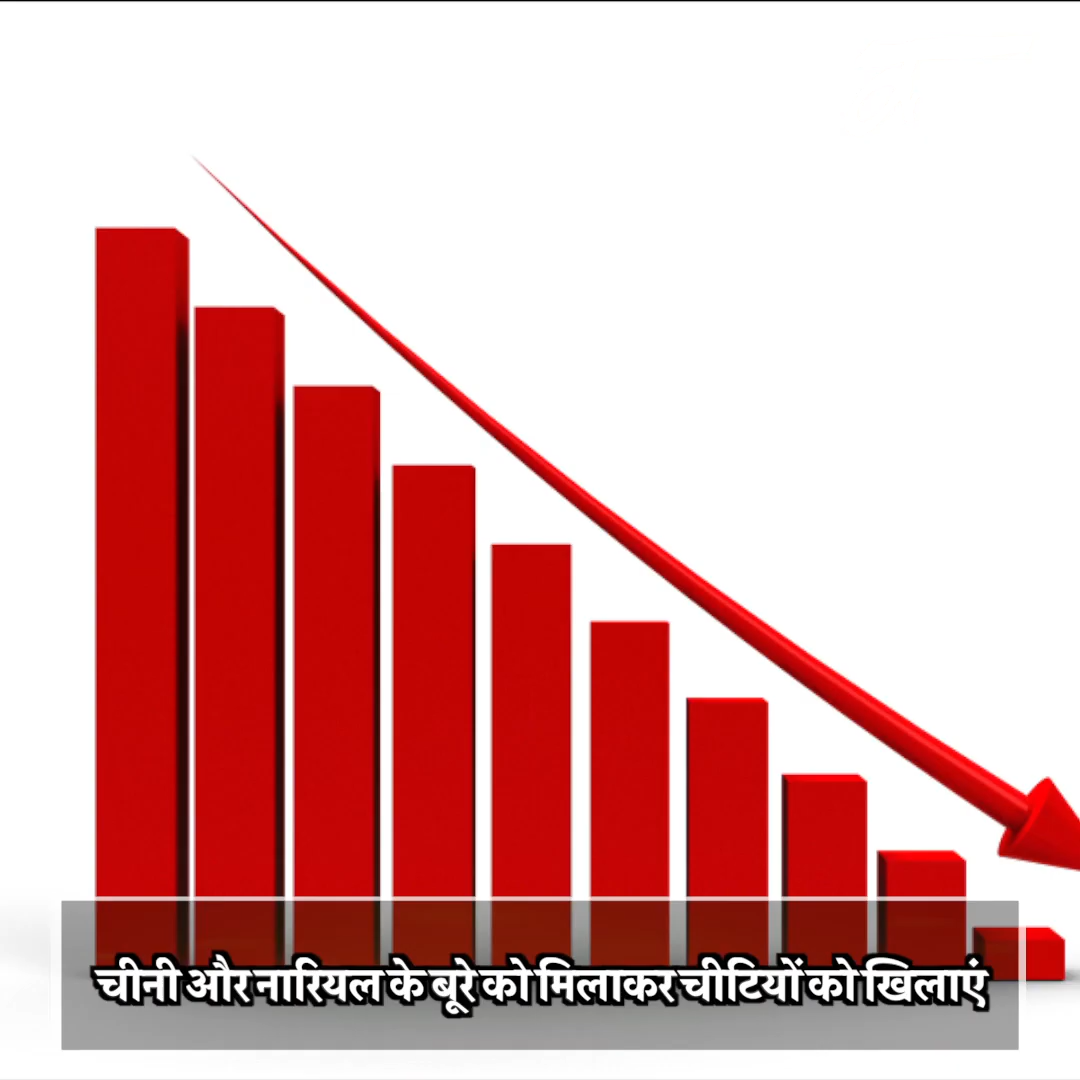 चीनी और नारियल के बूरे को मिलाकर चीटियों को खिलाएं